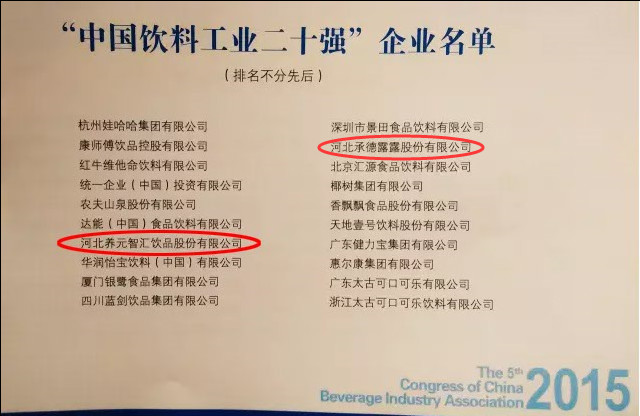 “中国饮料工业二十强”企业名单
（排名不分先后）
杭州娃哈哈集团有限公司
康师傅饮品控股有限公司
红牛维他命饮料有限公司
统一企业（中国）投资有限公司
农夫山泉股份有限公司
达能（中国）食品饮料有限公司
河北养元智汇饮品股份有限公司
华润怡宝饮料（中国）有限公司
厦门银鹭食品集团有限公司
四川蓝剑饮品集团有限公司
深圳市景田食品饮料有限公司
河北承德露露股份有限公司
北京汇源食品饮料有限公司
椰树集团有限公司
香飘飘食品股份有限公司
天地壹号饮料股份有限公司
广东健力宝集团有限公司
惠尔康集团有限公司
广东太古可口可乐有限公司
浙江太古可口可乐饮料有限公司
The 5th
Congress of China
Beverage Industry Association
2015